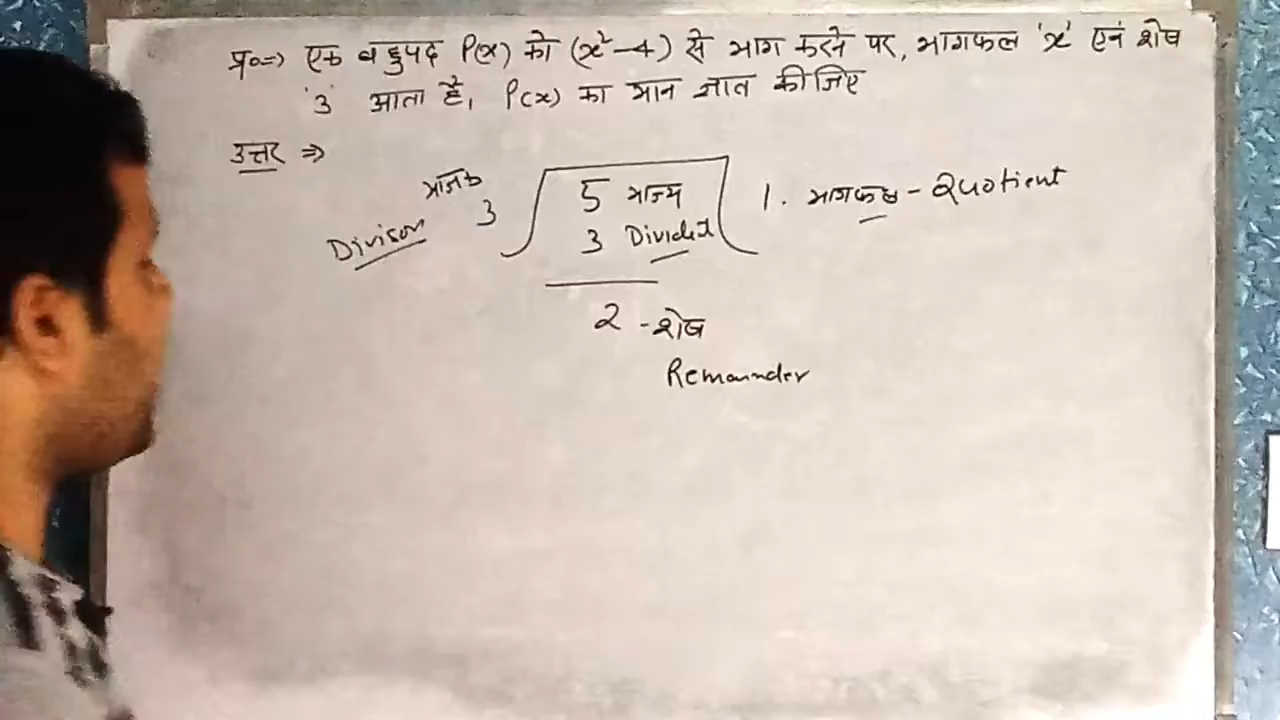 प्र०=> एक बहुपद P(x) को (x²-4) से भाग करने पर, भागफल 'x' एवं शेष
'3' आता है, P(x) का मान ज्ञात कीजिए
उत्तर =>
भाजक
Divisor
3
5 भाज्य
3 Dividet
1. भागफल - Quotient
2 - शेष
Remainder